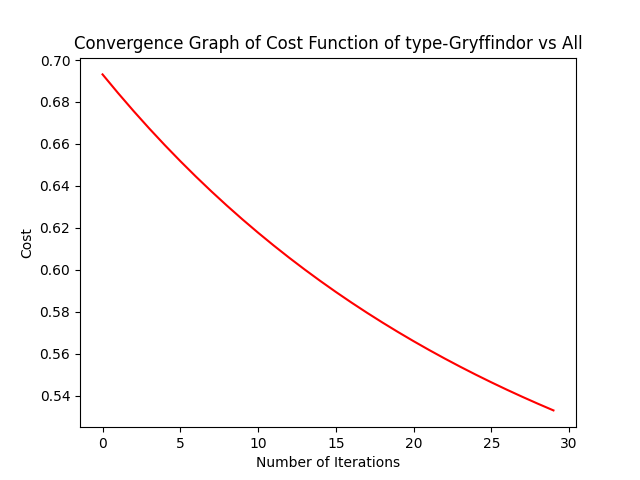 Convergence Graph of Cost Function of type-Gryffindor vs All
0.70
0.68
0.66
0.64
0.62
0.60
0.58
0.56
0.54
Cost
0 5 10 15 20 25 30
Number of Iterations